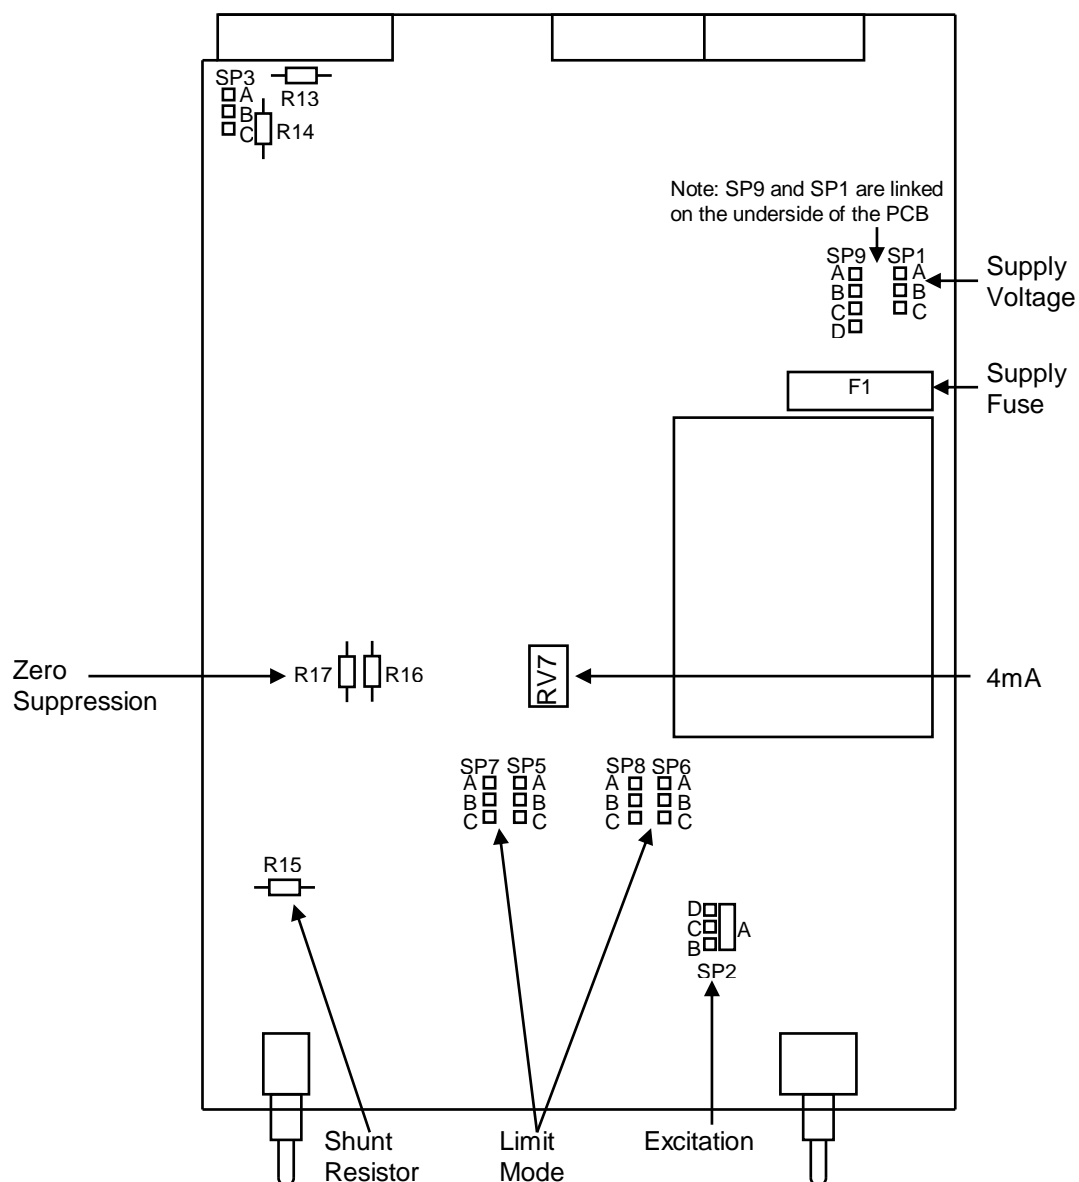 SP3
A
B
C
R13
R14
Note: SP9 and SP1 are linked
on the underside of the PCB
SP9
A
B
C
D
SP1
A
B
C
Supply
Voltage
F1
Supply
Fuse
Zero
Suppression
R17
R16
RV7
4mA
SP7
A
B
C
SP5
A
B
C
SP8
A
B
C
SP6
A
B
C
R15
D
C
B
A
SP2
Shunt
Resistor
Limit
Mode
Excitation